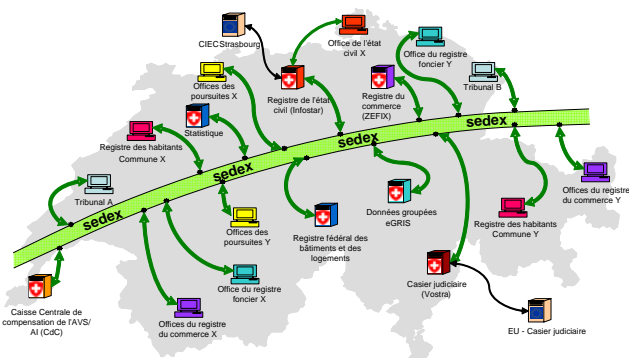 CIECStrasbourg
Office de l'état
civil X
Office du registre
foncier Y
Offices des
poursuites X
Registre de l'état
civil (Infostar)
Registre du
commerce
(ZEFIX)
Tribunal B
Statistique
Registre des habitants
Commune X
sedex
sedex
sedex
sedex
Tribunal A
Offices du registre
du commerce Y
Offices des
poursuites Y
Registre fédéral des
bâtiments et des
logements
Données groupées
eGRIS
Registre des habitants
Commune Y
Office du registre
foncier X
Casier judiciaire
(Vostra)
Caisse Centrale de
compensation de l'AVS/
AI (CdC)
Offices du registre
du commerce X
EU - Casier judiciaire